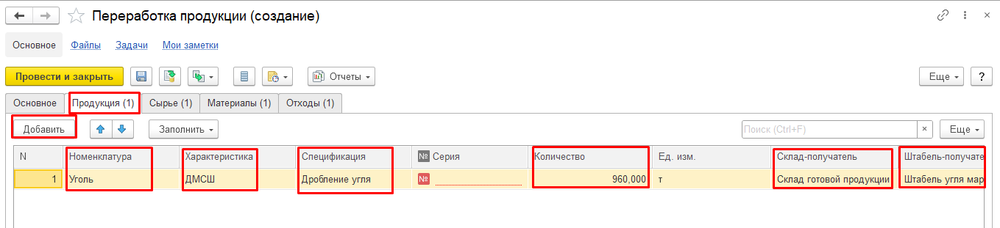 Переработка продукции (создание)
Основное Файлы Задачи Мои заметки
Провести и закрыть Отчеты Еще ?
Основное Продукция (1) Сырье (1) Материалы (1) Отходы (1)
Добавить Заполнить Поиск (Ctrl+F) × Еще
N Номенклатура Характеристика Спецификация № Серия Количество Ед. изм. Склад-получатель Штабель-получате
1 Уголь ДМСШ Дробление угля № 960,000 т Склад готовой продукции Штабель угля мар